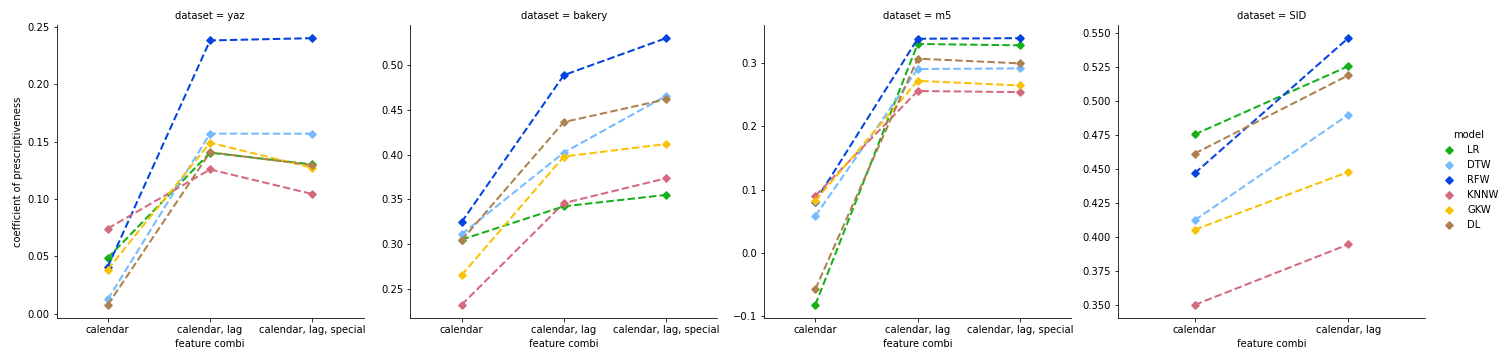 dataset = yaz
coefficient of prescriptiveness
0.25
0.20
0.15
0.10
0.05
0.00
calendar
calendar, lag
calendar, lag, special
feature combi
dataset = bakery
0.50
0.45
0.40
0.35
0.30
0.25
calendar
calendar, lag
calendar, lag, special
feature combi
dataset = m5
0.3
0.2
0.1
0.0
−0.1
calendar
calendar, lag
calendar, lag, special
feature combi
dataset = SID
0.550
0.525
0.500
0.475
0.450
0.425
0.400
0.375
0.350
calendar
calendar, lag
feature combi
model
LR
DTW
RFW
KNNW
GKW
DL